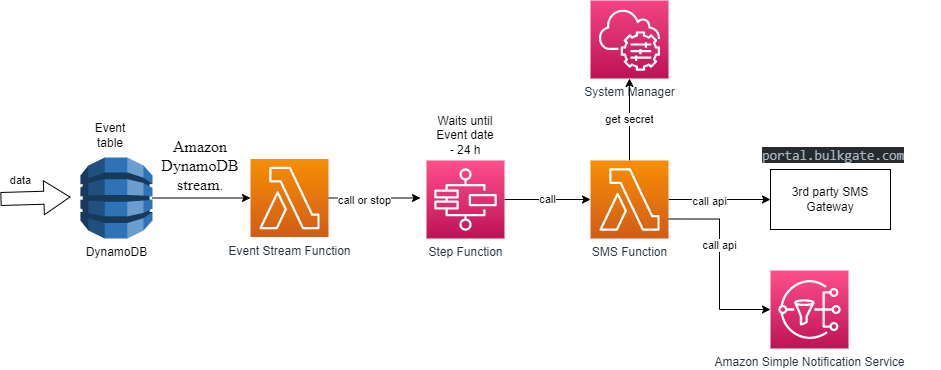 System Manager
get secret
Waits until
Event date
- 24 h
Event
table
Amazon
DynamoDB
stream.
portal.bulkgate.com
data
call or stop
call
call api
3rd party SMS
Gateway
DynamoDB
Event Stream Function
Step Function
SMS Function
call api
Amazon Simple Notification Service